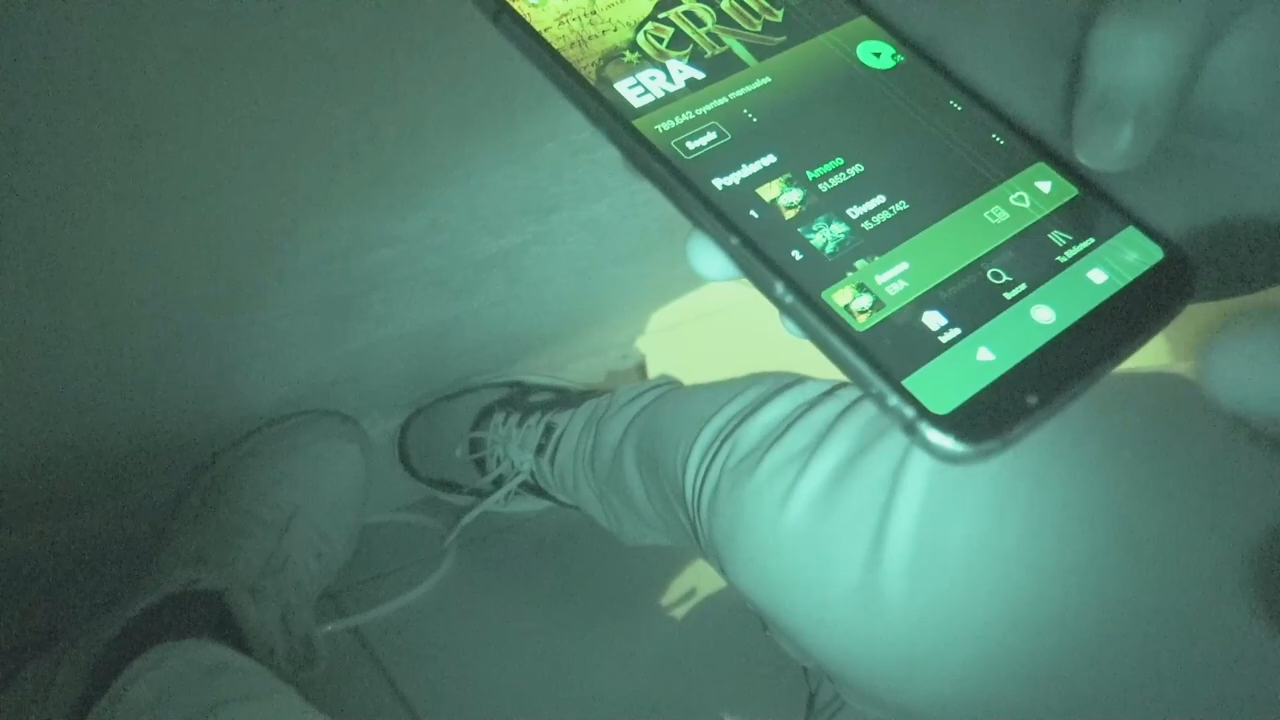 eRa
ERA
789.642 oyentes mensuales
Seguir
Populares
1
Ameno
51.852.910
2
Divano
15.998.742
Ameno
ERA
Inicio
Buscar
Tu Biblioteca